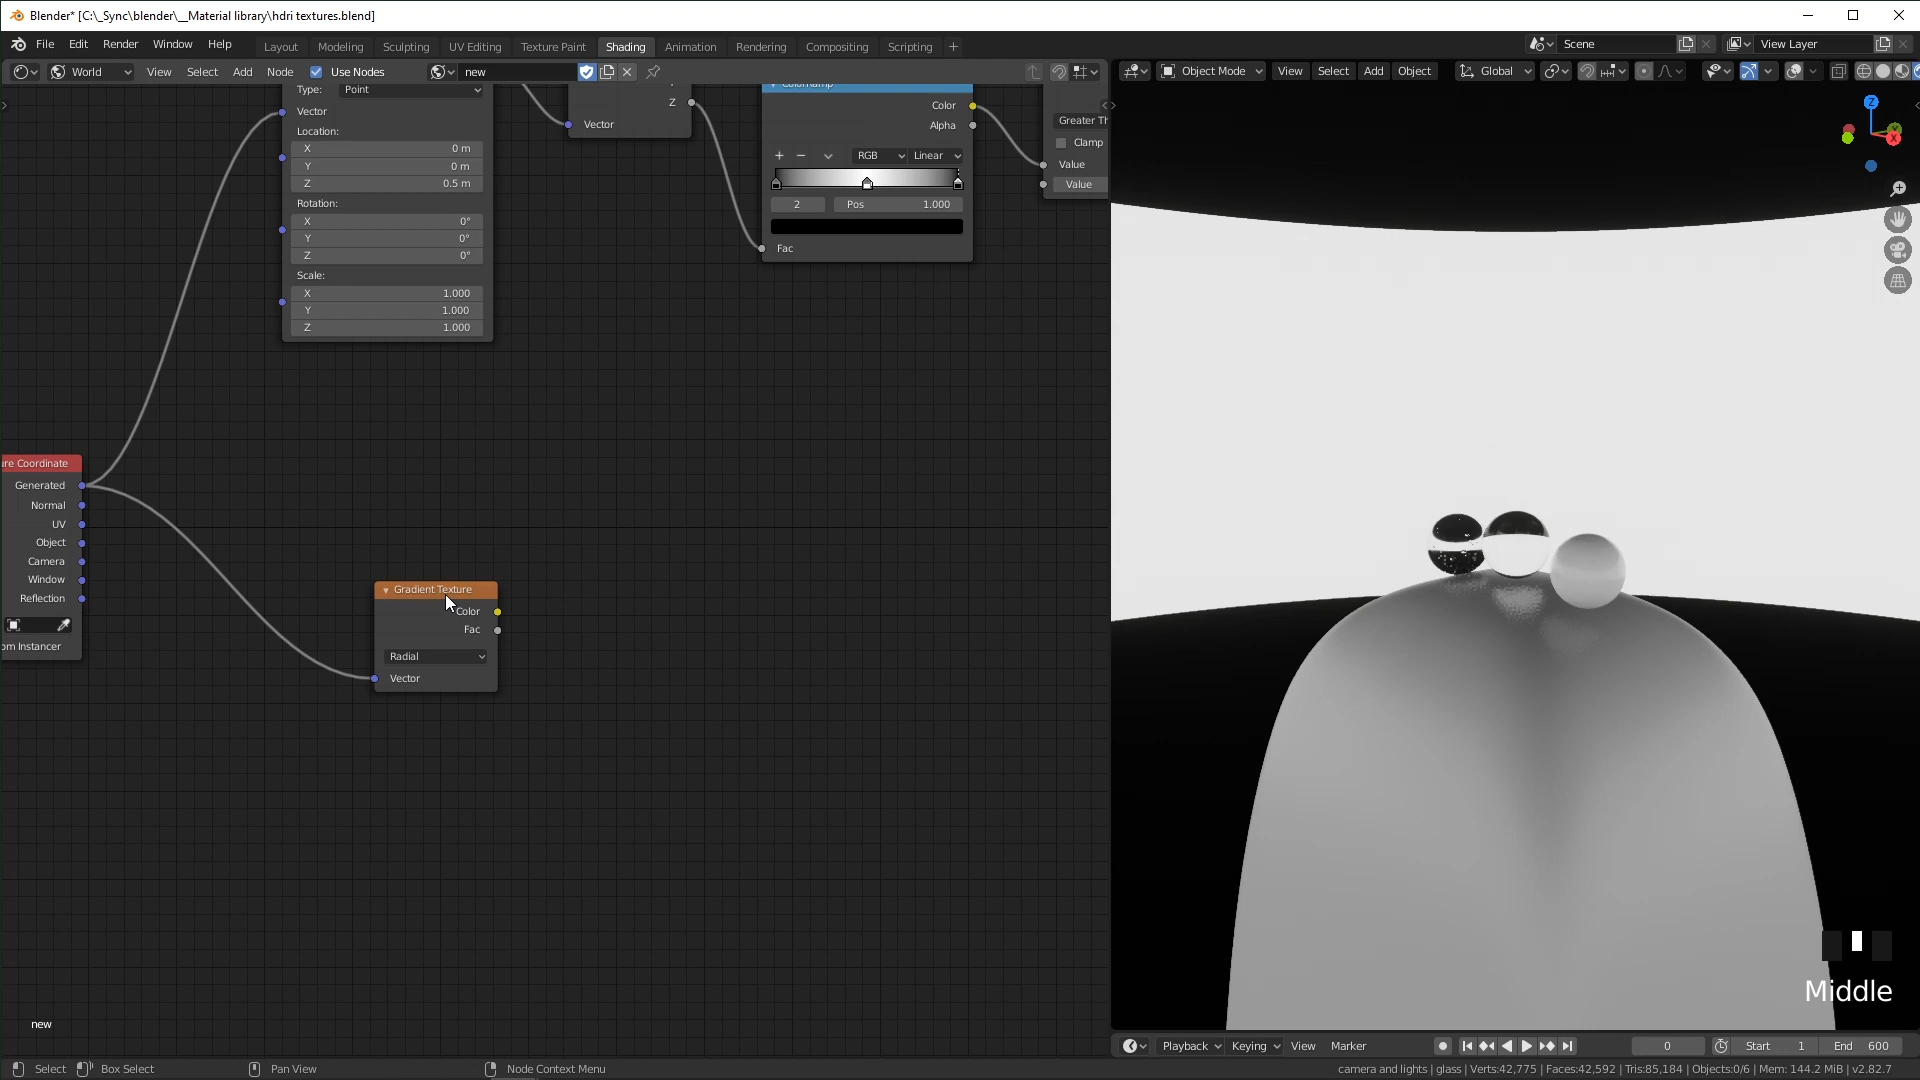 Blender* [C:\_Sync\blender\__Material library\hdri textures.blend]
File Edit Render Window Help Layout Modeling Sculpting UV Editing Texture Paint Shading Animation Rendering Compositing Scripting + Scene View Layer
World View Select Add Node Use Nodes new Object Mode View Select Add Object Global
Type: Point
Vector
Location:
X 0 m
Y 0 m
Z 0.5 m
Rotation:
X 0°
Y 0°
Z 0°
Scale:
X 1.000
Y 1.000
Z 1.000
Z
Vector
Color
Alpha
RGB Linear
2 Pos 1.000
Fac
Greater Th
Clamp
Value
Value
ure Coordinate
Generated
Normal
UV
Object
Camera
Window
Reflection
om Instancer
Gradient Texture
Color
Fac
Radial
Vector
Z
X
Middle
new
Playback Keying View Marker 0 Start 1 End 600
Select Box Select Pan View Node Context Menu camera and lights | glass | Verts:42,775 | Faces:42,592 | Tris:85,184 | Objects:0/6 | Mem: 144.2 MiB | v2.82.7